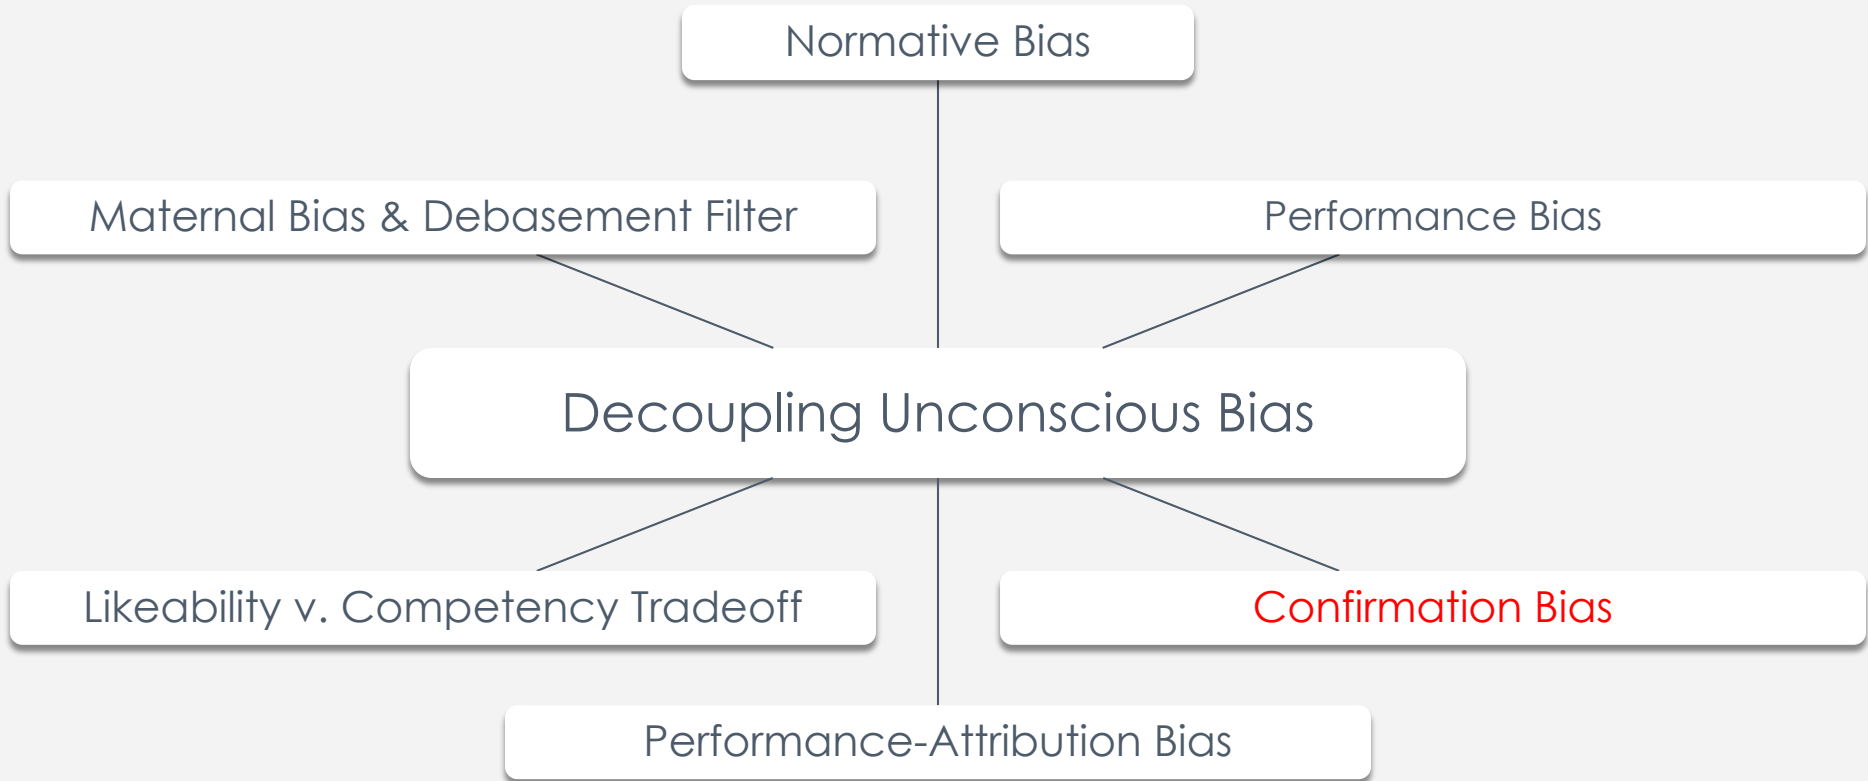 Normative Bias
Maternal Bias & Debasement Filter
Performance Bias
Decoupling Unconscious Bias
Likeability v. Competency Tradeoff
Confirmation Bias
Performance-Attribution Bias